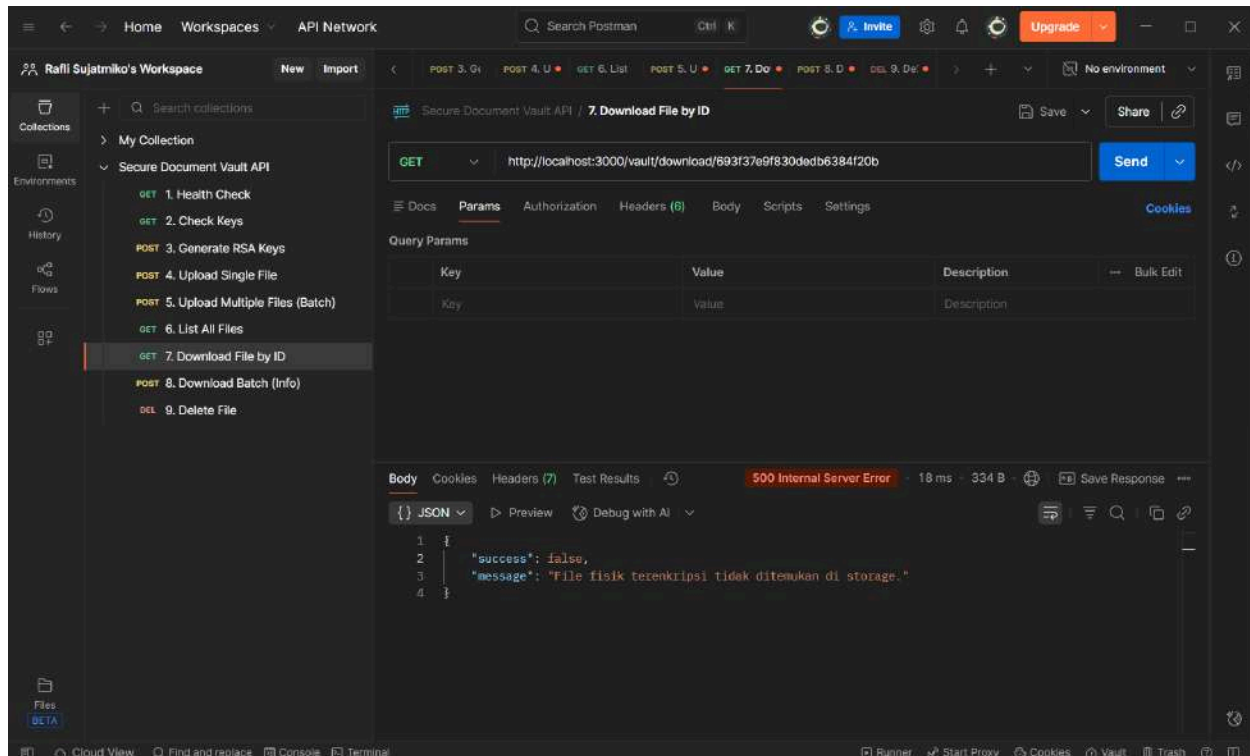 Home Workspaces API Network Search Postman Ctrl K Invite Upgrade
Rafli Sujatmiko's Workspace New Import POST 3. Ge POST 4. U GET 6. List POST 5. U GET 7. Do POST 8. D DEL 9. Del No environment
Collections
Search collections
Secure Document Vault API / 7. Download File by ID Save Share
My Collection
Environments
Secure Document Vault API
GET http://localhost:3000/vault/download/693f37e9f830dedb6384f20b Send
GET 1. Health Check
History
GET 2. Check Keys
Docs Params Authorization Headers (6) Body Scripts Settings Cookies
POST 3. Generate RSA Keys
Query Params
Flows
POST 4. Upload Single File
Key Value Description Bulk Edit
POST 5. Upload Multiple Files (Batch)
Key Value Description
GET 6. List All Files
GET 7. Download File by ID
POST 8. Download Batch (Info)
DEL 9. Delete File
Body Cookies Headers (7) Test Results 500 Internal Server Error 18 ms 334 B Save Response
{} JSON Preview Debug with AI
1 {
2 "success": false,
3 "message": "File fisik terenkripsi tidak ditemukan di storage."
4 }
Files
BETA
Cloud View Find and replace Console Terminal Runner Start Proxy Cookies Vault Trash